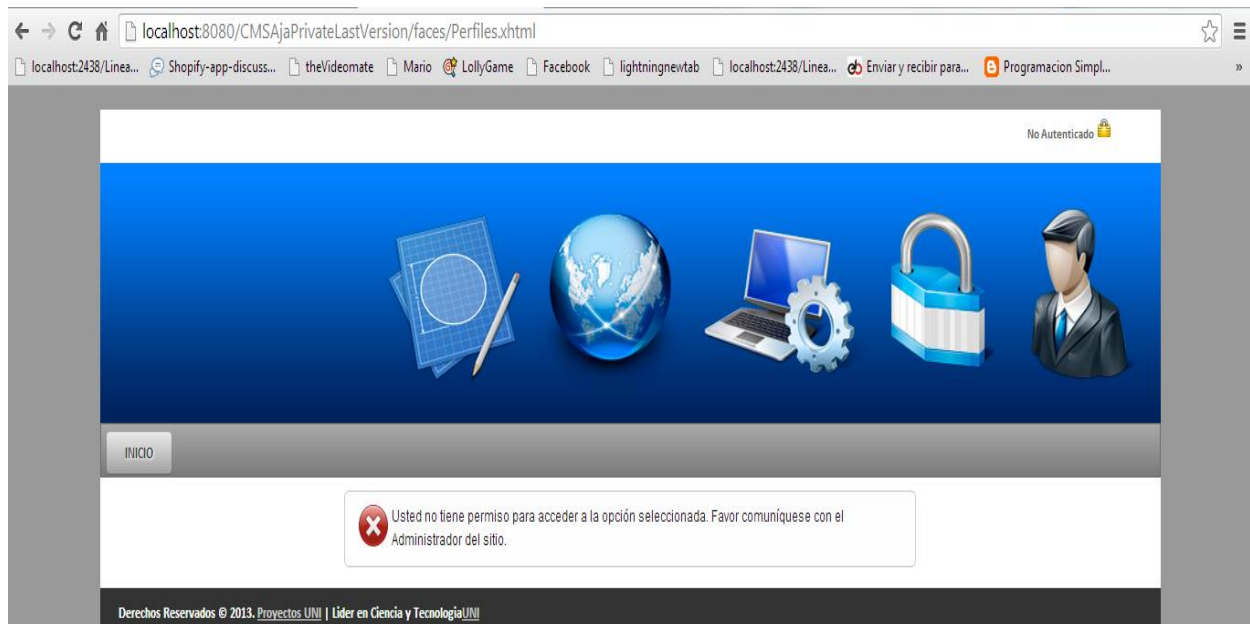 localhost:8080/CMSAjaPrivateLastVersion/faces/Perfiles.xhtml
localhost:2438/Linea... Shopify-app-discuss... theVideomate Mario LollyGame Facebook lightningnewtab localhost:2438/Linea... eb Enviar y recibir para... Programacion Simpl... »
No Autenticado
INICIO
Usted no tiene permiso para acceder a la opción seleccionada. Favor comuníquese con el
Administrador del sitio.
Derechos Reservados © 2013. Proyectos UNI | Lider en Ciencia y TecnologiaUNI